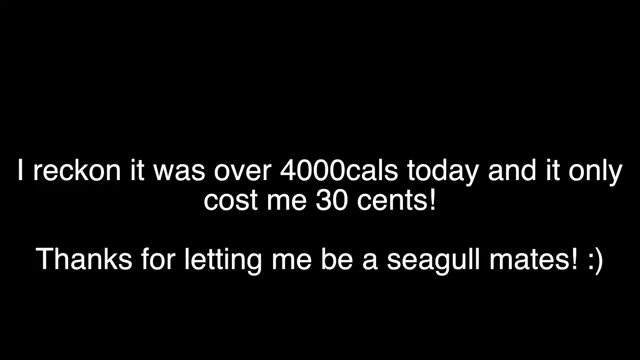 I reckon it was over 4000cals today and it only
cost me 30 cents!
Thanks for letting me be a seagull mates! :)